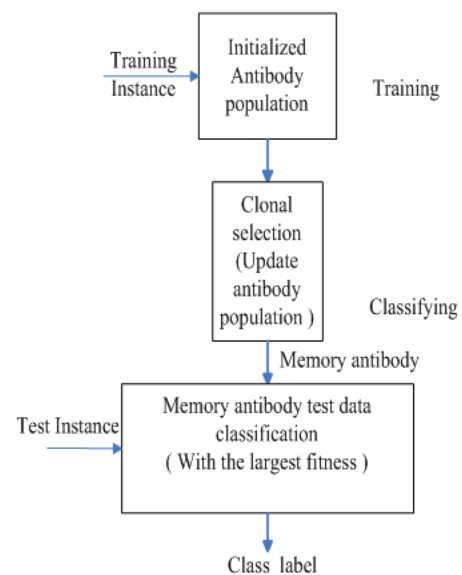 Initialized
Antibody
population
Training
Instance
Training
Clonal
selection
(Update
antibody
population )
Classifying
Memory antibody
Memory antibody test data
classification
( With the largest fitness )
Test Instance
Class label